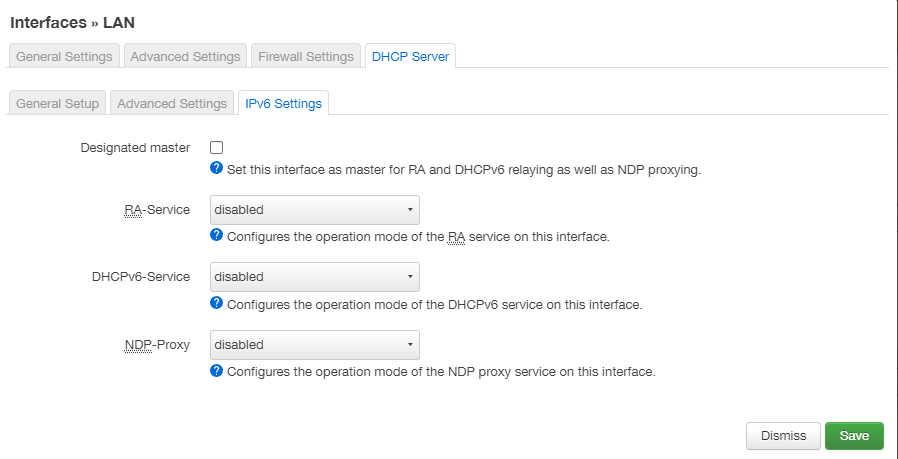 Interfaces » LAN
General Settings Advanced Settings Firewall Settings DHCP Server
General Setup Advanced Settings IPv6 Settings
Designated master
? Set this interface as master for RA and DHCPv6 relaying as well as NDP proxying.
RA-Service disabled
? Configures the operation mode of the RA service on this interface.
DHCPv6-Service disabled
? Configures the operation mode of the DHCPv6 service on this interface.
NDP-Proxy disabled
? Configures the operation mode of the NDP proxy service on this interface.
Dismiss Save